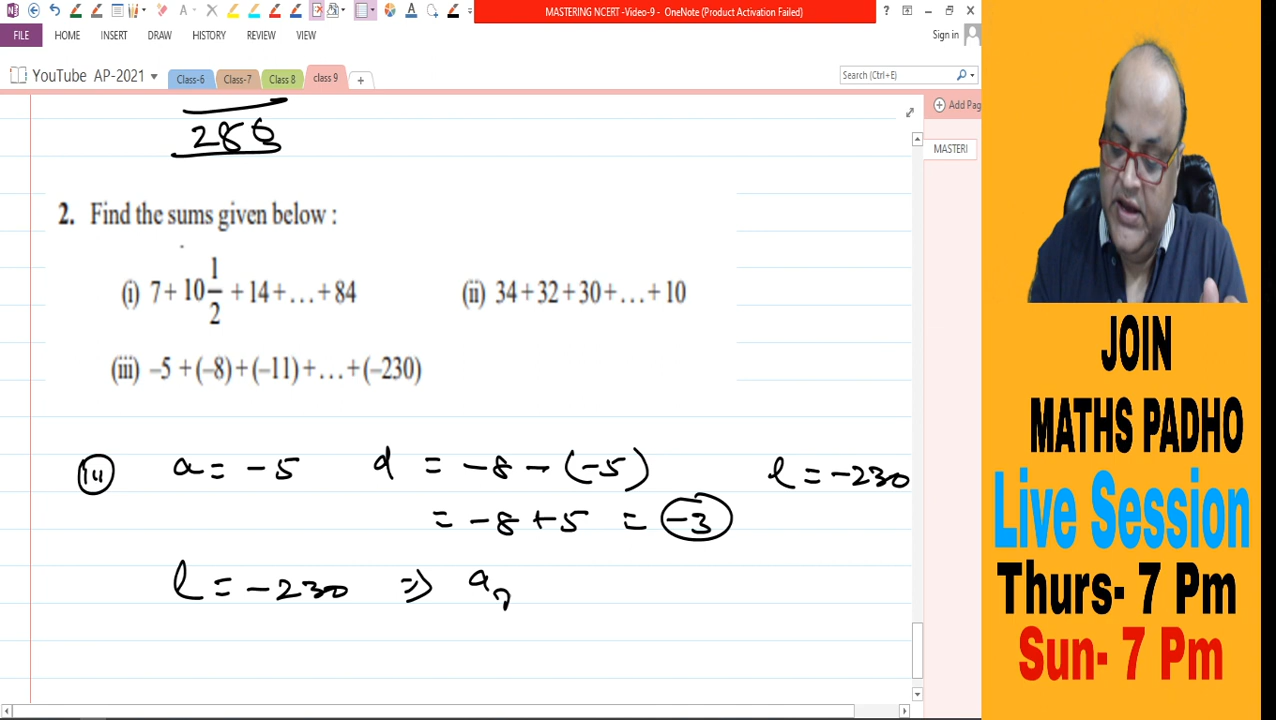 MASTERING NCERT -Video-9 - OneNote (Product Activation Failed)
FILE HOME INSERT DRAW HISTORY REVIEW VIEW
Sign in
YouTube AP-2021 Class-6 Class-7 Class 8 class 9
Search (Ctrl+E)
Add Pag
MASTERI
286
2. Find the sums given below :
(i) 7 + 10 1/2 + 14 + ... + 84
(ii) 34 + 32 + 30 + ... + 10
(iii) –5 + (–8) + (–11) + ... + (–230)
a = -5 d = -8 - (-5) l = -230
= -8 + 5 = -3
l = -230 => an
JOIN
MATHS PADHO
Live Session
Thurs- 7 Pm
Sun- 7 Pm